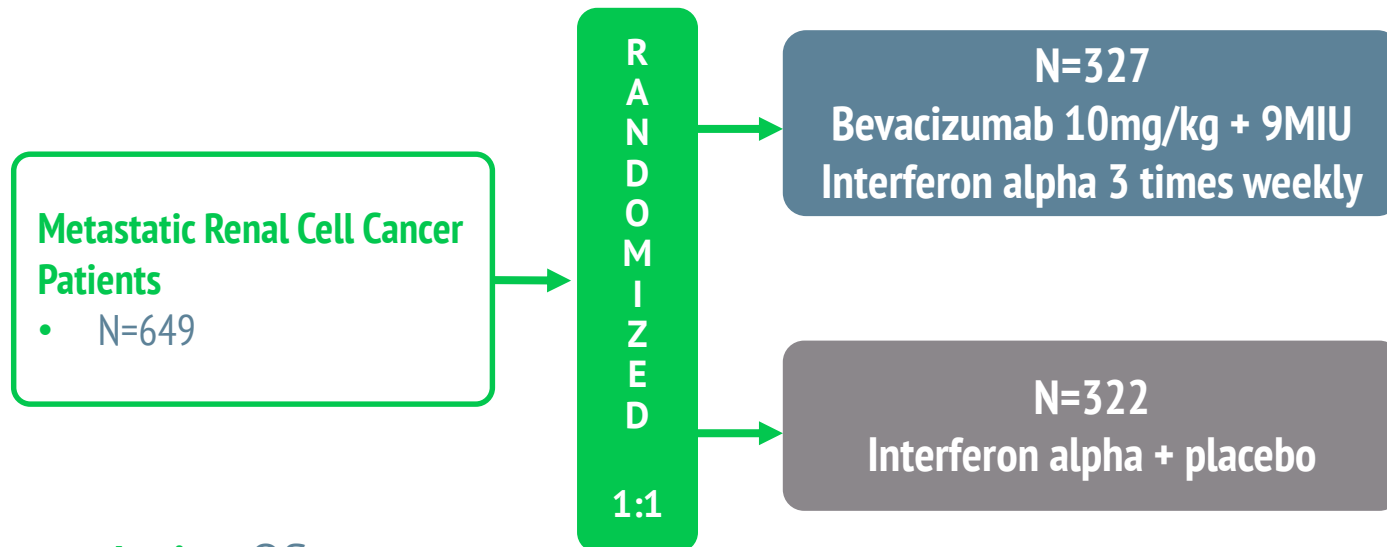 Metastatic Renal Cell Cancer
Patients
• N=649
R
A
N
D
O
M
I
Z
E
D
1:1
N=327
Bevacizumab 10mg/kg + 9MIU
Interferon alpha 3 times weekly
N=322
Interferon alpha + placebo